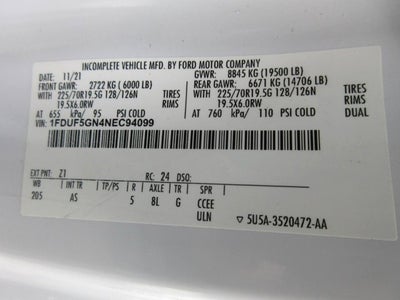 INCOMPLETE VEHICLE MFD. BY FORD MOTOR COMPANY
DATE: 11/21 GVWR: 8845 KG (19500 LB)
FRONT GAWR: 2722 KG (6000 LB) REAR GAWR: 6671 KG (14706 LB)
WITH 225/70R19.5G 128/126N TIRES WITH 225/70R19.5G 128/126N TIRES
19.5X6.0RW RIMS 19.5X6.0RW RIMS
AT 655 kPa/ 95 PSI COLD AT 760 kPa/ 110 PSI COLD DUAL
VIN: 1FDUF5GN4NEC94099
EXT PNT: Z1 RC: 24 DSO:
WB INT TR TP/PS R AXLE TR SPR
205 AS 5 8L G CCEE
ULN ▽ 5U5A-3520472-AA